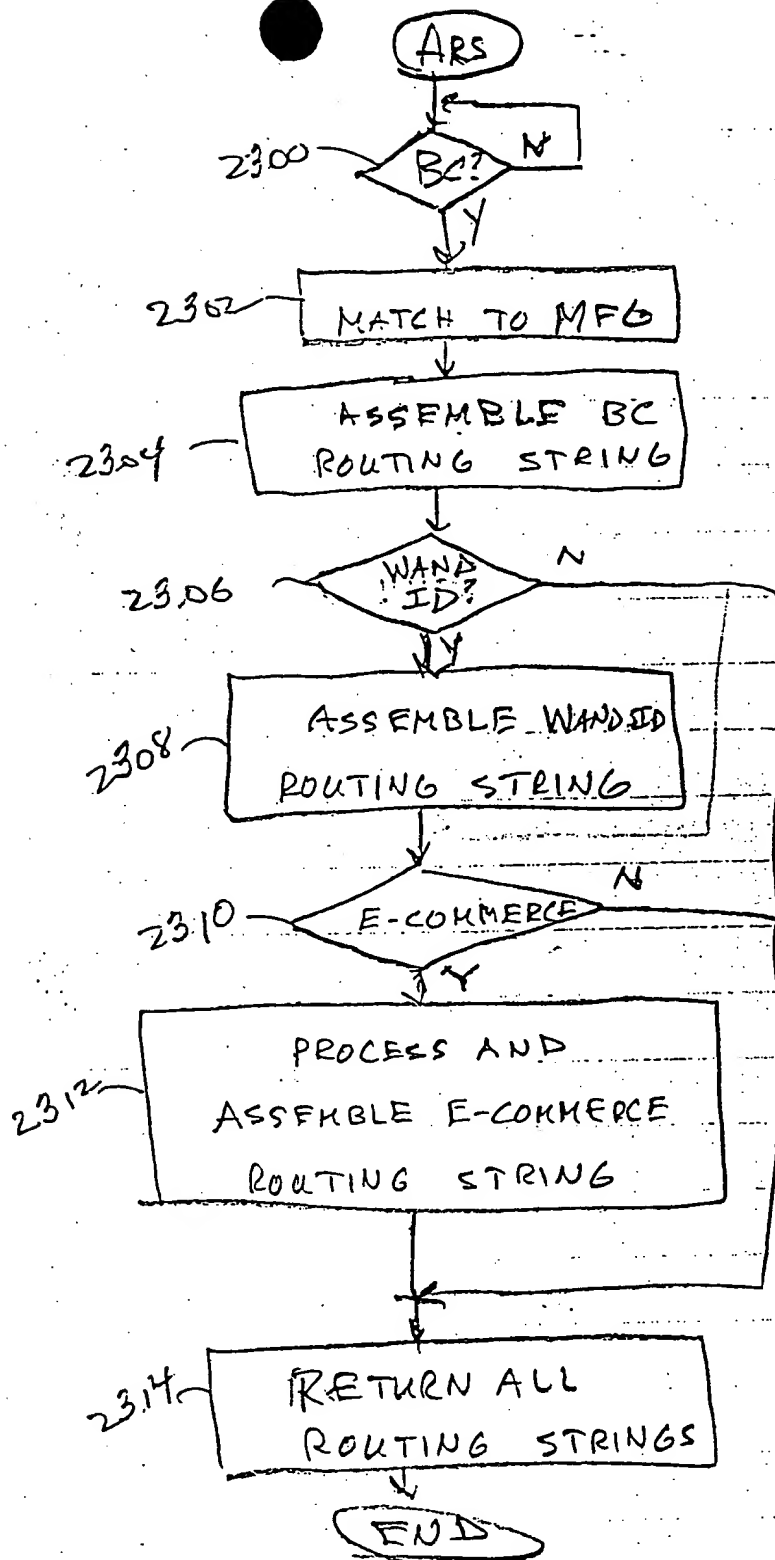 ARS
2300
BC?
N
Y
2302
MATCH TO MFG
2304
ASSEMBLE BC
ROUTING STRING
2306
WAND
ID?
N
Y
2308
ASSEMBLE WAND ID
ROUTING STRING
2310
E-COMMERCE
N
Y
2312
PROCESS AND
ASSEMBLE E-COMMERCE
ROUTING STRING
2314
RETURN ALL
ROUTING STRINGS
END